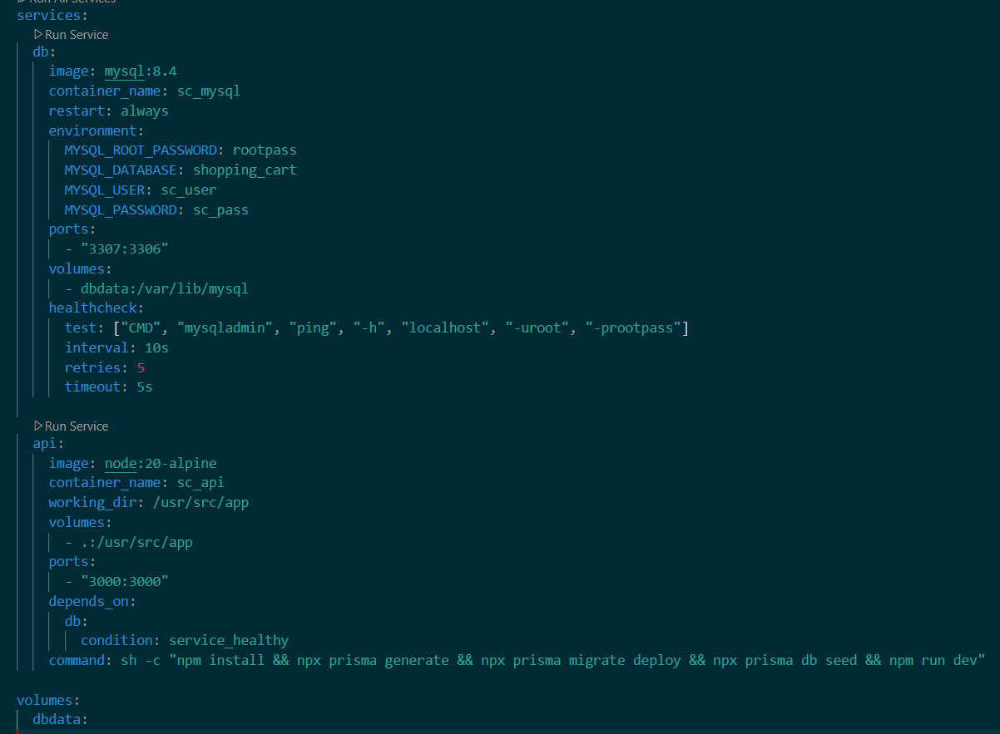 Run All Services
services:
Run Service
db:
image: mysql:8.4
container_name: sc_mysql
restart: always
environment:
MYSQL_ROOT_PASSWORD: rootpass
MYSQL_DATABASE: shopping_cart
MYSQL_USER: sc_user
MYSQL_PASSWORD: sc_pass
ports:
- "3307:3306"
volumes:
- dbdata:/var/lib/mysql
healthcheck:
test: ["CMD", "mysqladmin", "ping", "-h", "localhost", "-uroot", "-prootpass"]
interval: 10s
retries: 5
timeout: 5s
Run Service
api:
image: node:20-alpine
container_name: sc_api
working_dir: /usr/src/app
volumes:
- .:/usr/src/app
ports:
- "3000:3000"
depends_on:
db:
condition: service_healthy
command: sh -c "npm install && npx prisma generate && npx prisma migrate deploy && npx prisma db seed && npm run dev"
volumes:
dbdata: